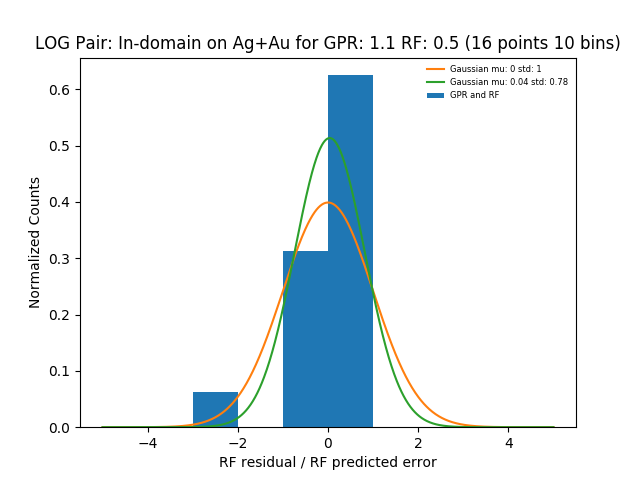 LOG Pair: In-domain on Ag+Au for GPR: 1.1 RF: 0.5 (16 points 10 bins)
Gaussian mu: 0 std: 1
Gaussian mu: 0.04 std: 0.78
GPR and RF
Normalized Counts
0.6
0.5
0.4
0.3
0.2
0.1
0.0
−4 −2 0 2 4
RF residual / RF predicted error